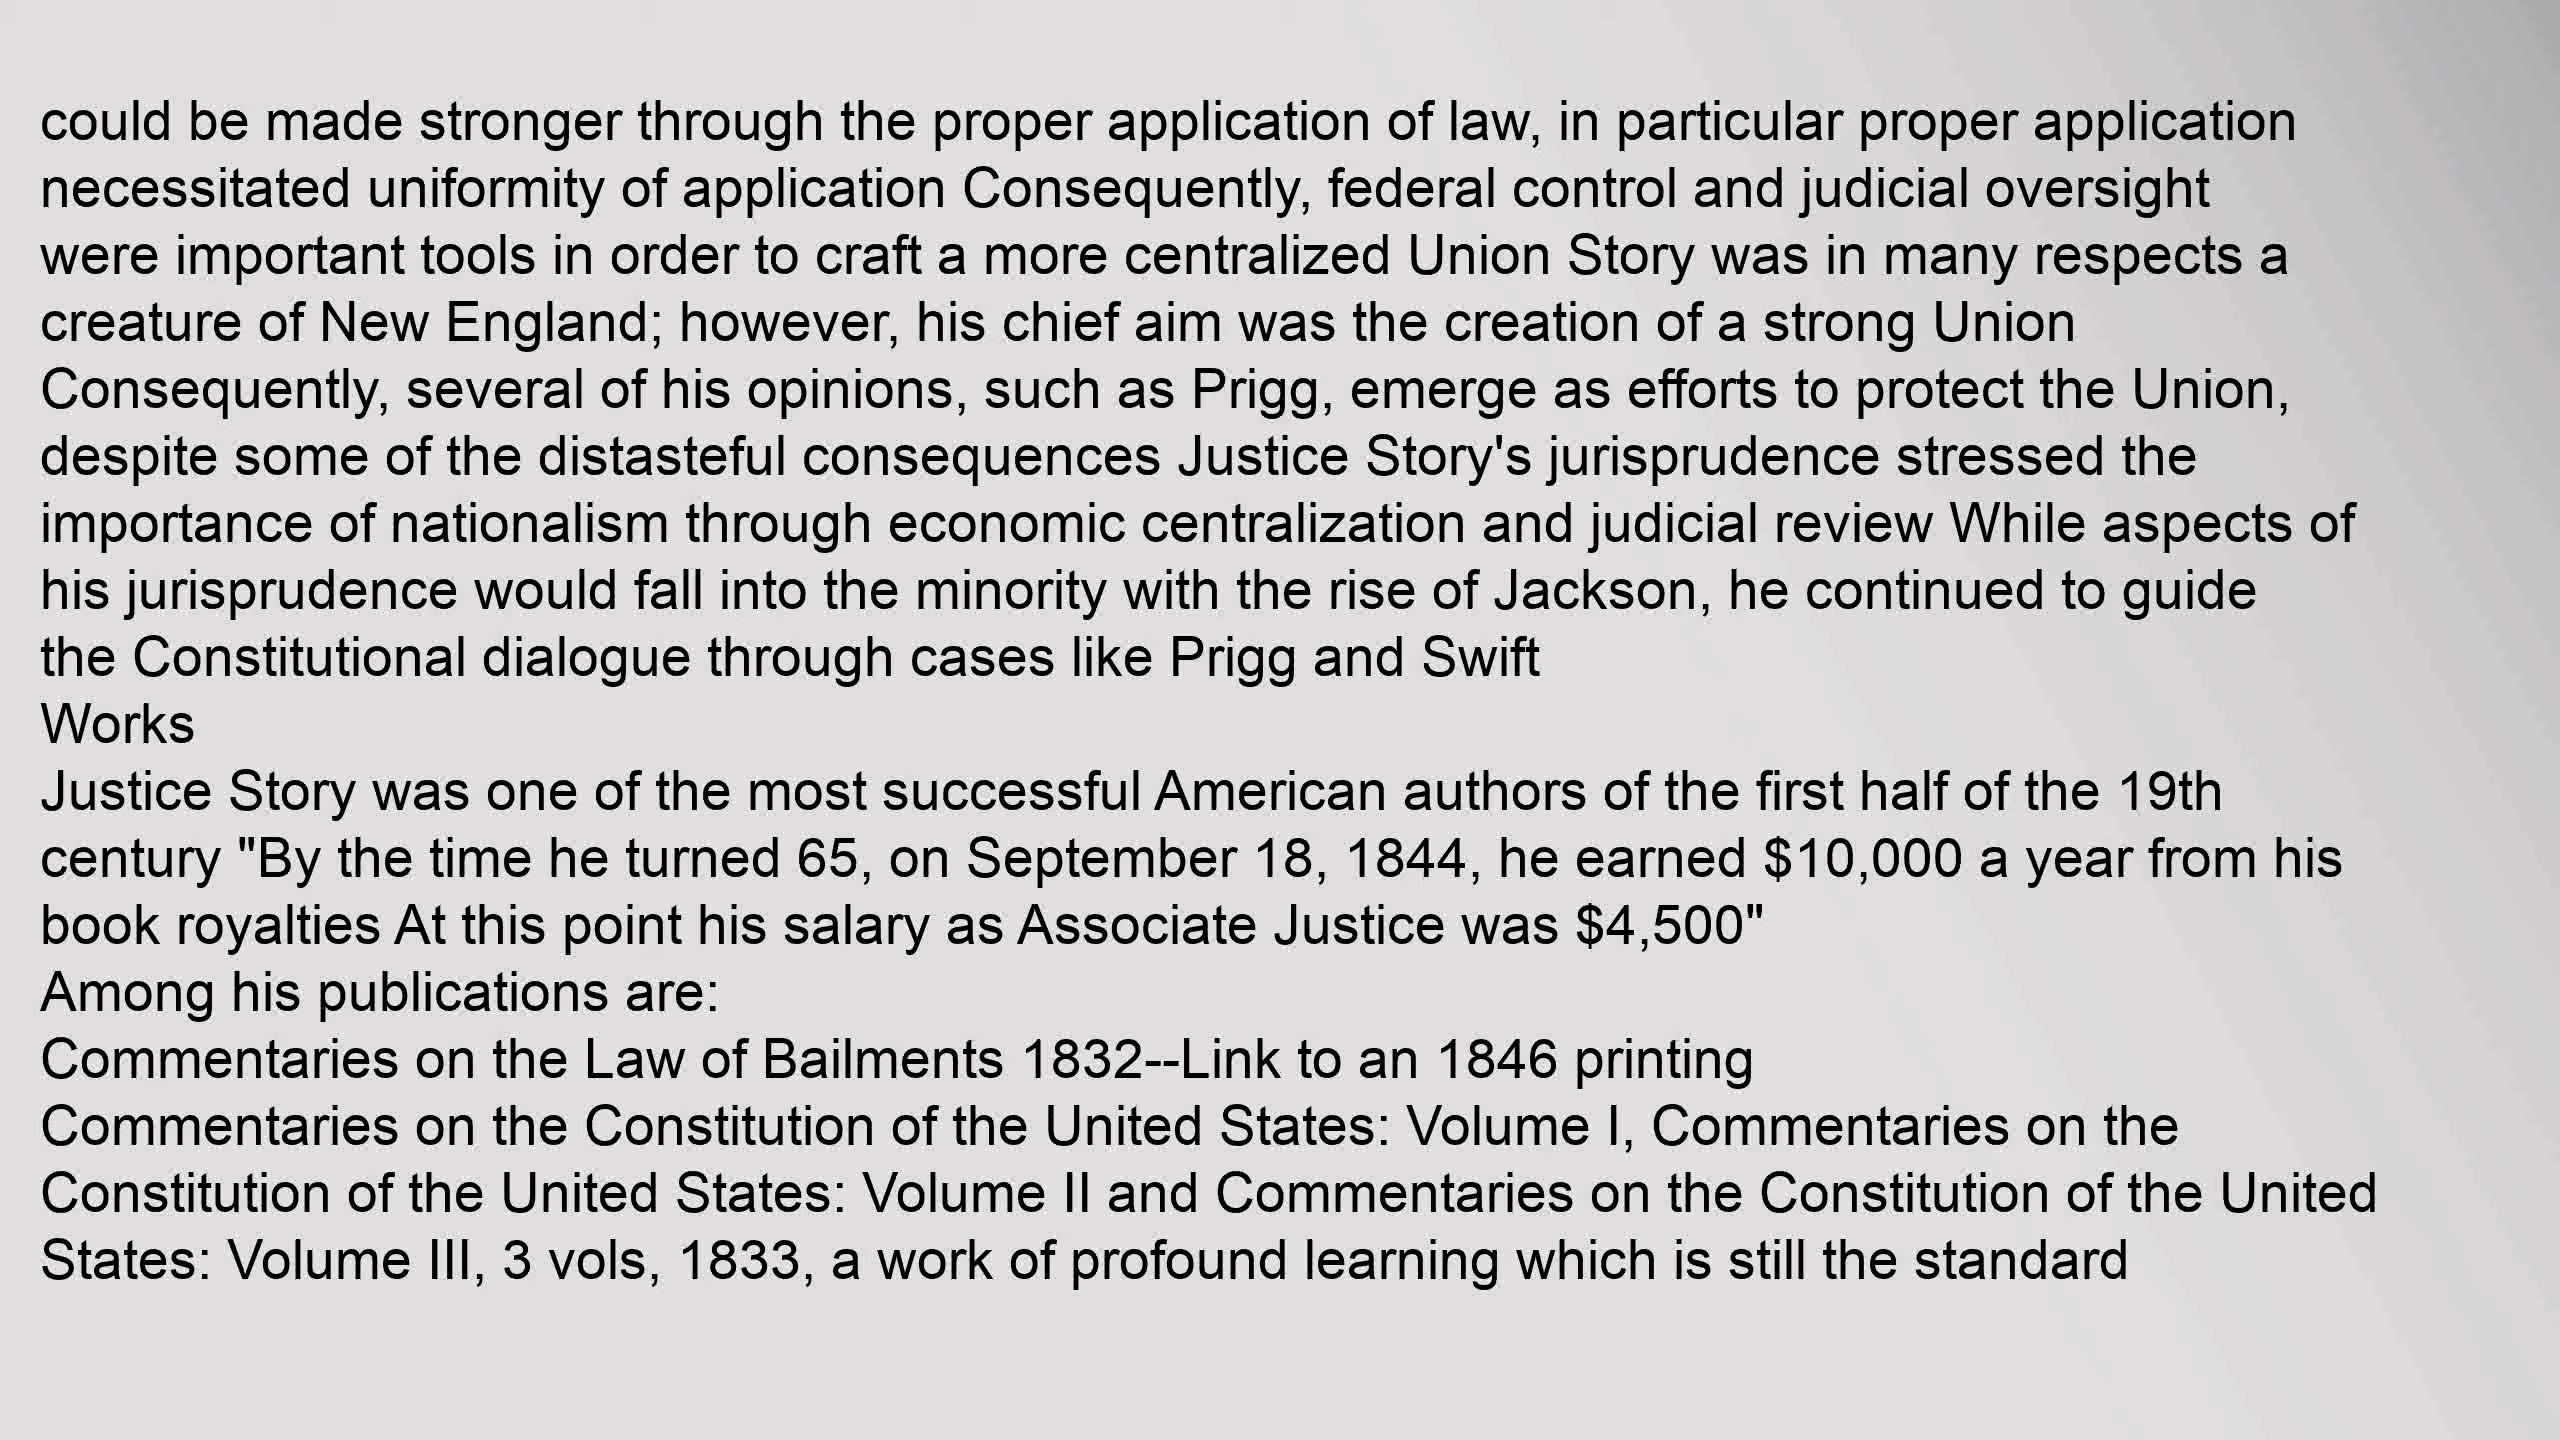 could be made stronger through the proper application of law, in particular proper application
necessitated uniformity of application Consequently, federal control and judicial oversight
were important tools in order to craft a more centralized Union Story was in many respects a
creature of New England; however, his chief aim was the creation of a strong Union
Consequently, several of his opinions, such as Prigg, emerge as efforts to protect the Union,
despite some of the distasteful consequences Justice Story's jurisprudence stressed the
importance of nationalism through economic centralization and judicial review While aspects of
his jurisprudence would fall into the minority with the rise of Jackson, he continued to guide
the Constitutional dialogue through cases like Prigg and Swift
Works
Justice Story was one of the most successful American authors of the first half of the 19th
century "By the time he turned 65, on September 18, 1844, he earned $10,000 a year from his
book royalties At this point his salary as Associate Justice was $4,500"
Among his publications are:
Commentaries on the Law of Bailments 1832--Link to an 1846 printing
Commentaries on the Constitution of the United States: Volume I, Commentaries on the
Constitution of the United States: Volume II and Commentaries on the Constitution of the United
States: Volume III, 3 vols, 1833, a work of profound learning which is still the standard